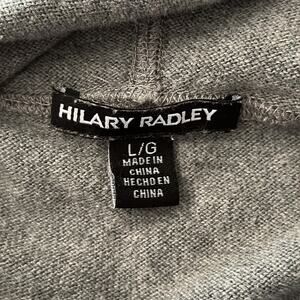 HILARY RADLEY
L/G
MADE IN
CHINA
HECHO EN
CHINA